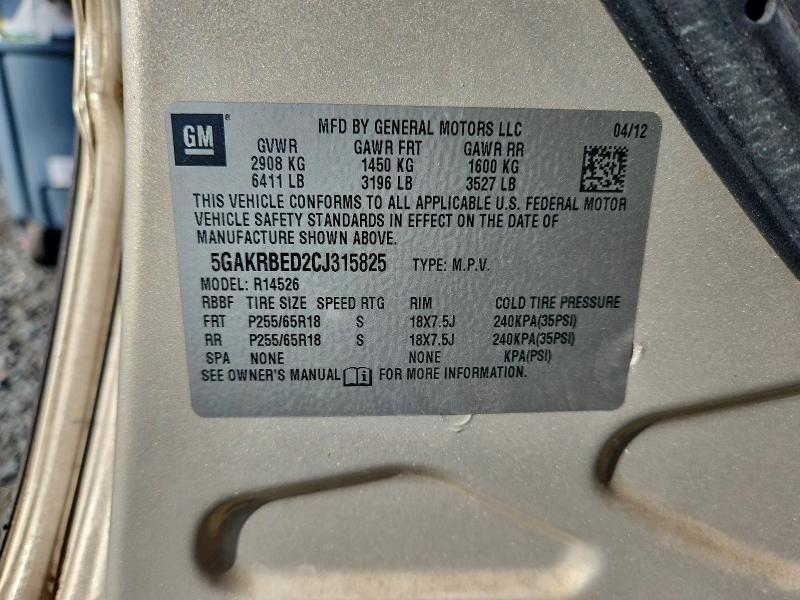 GM ® MFD BY GENERAL MOTORS LLC 04/12
GVWR GAWR FRT GAWR RR
2908 KG 1450 KG 1600 KG
6411 LB 3196 LB 3527 LB
THIS VEHICLE CONFORMS TO ALL APPLICABLE U.S. FEDERAL MOTOR
VEHICLE SAFETY STANDARDS IN EFFECT ON THE DATE OF
MANUFACTURE SHOWN ABOVE.
5GAKRBED2CJ315825 TYPE: M.P.V.
MODEL: R14526
RBBF TIRE SIZE SPEED RTG RIM COLD TIRE PRESSURE
FRT P255/65R18 S 18X7.5J 240KPA(35PSI)
RR P255/65R18 S 18X7.5J 240KPA(35PSI)
SPA NONE NONE KPA(PSI)
SEE OWNER'S MANUAL FOR MORE INFORMATION.